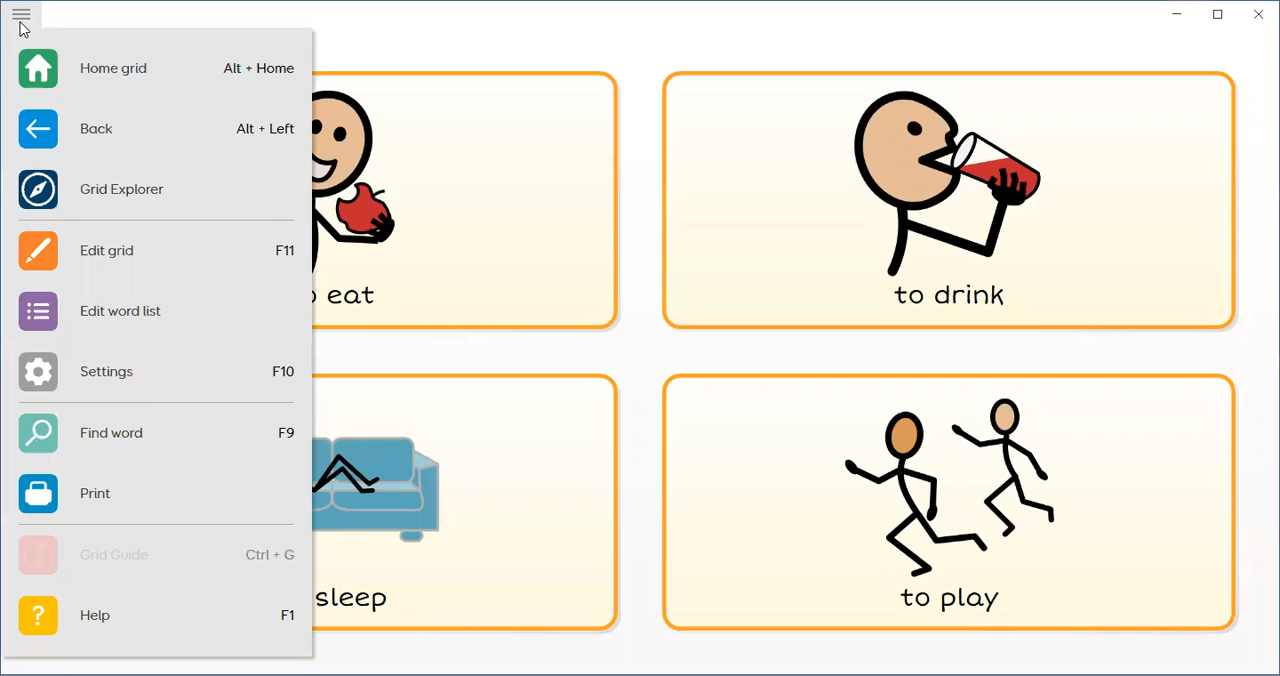 Home grid Alt + Home
Back Alt + Left
Grid Explorer
Edit grid F11
Edit word list
Settings F10
Find word F9
Print
Grid Guide Ctrl + G
Help F1
?
eat
to drink
sleep
to play